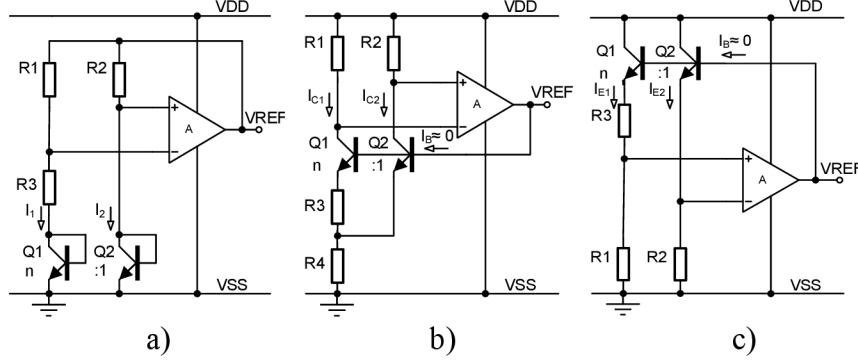 VDD
R1
R2
+
A
VREF
−
R3
I1
I2
Q1
n
Q2
:1
VSS
a)
VDD
R1
R2
IC1
IC2
+
A
VREF
−
IB≈ 0
Q1
n
Q2
:1
R3
R4
VSS
b)
VDD
Q1
n
Q2
:1
IB≈ 0
IE1
IE2
R3
+
A
VREF
−
R1
R2
VSS
c)